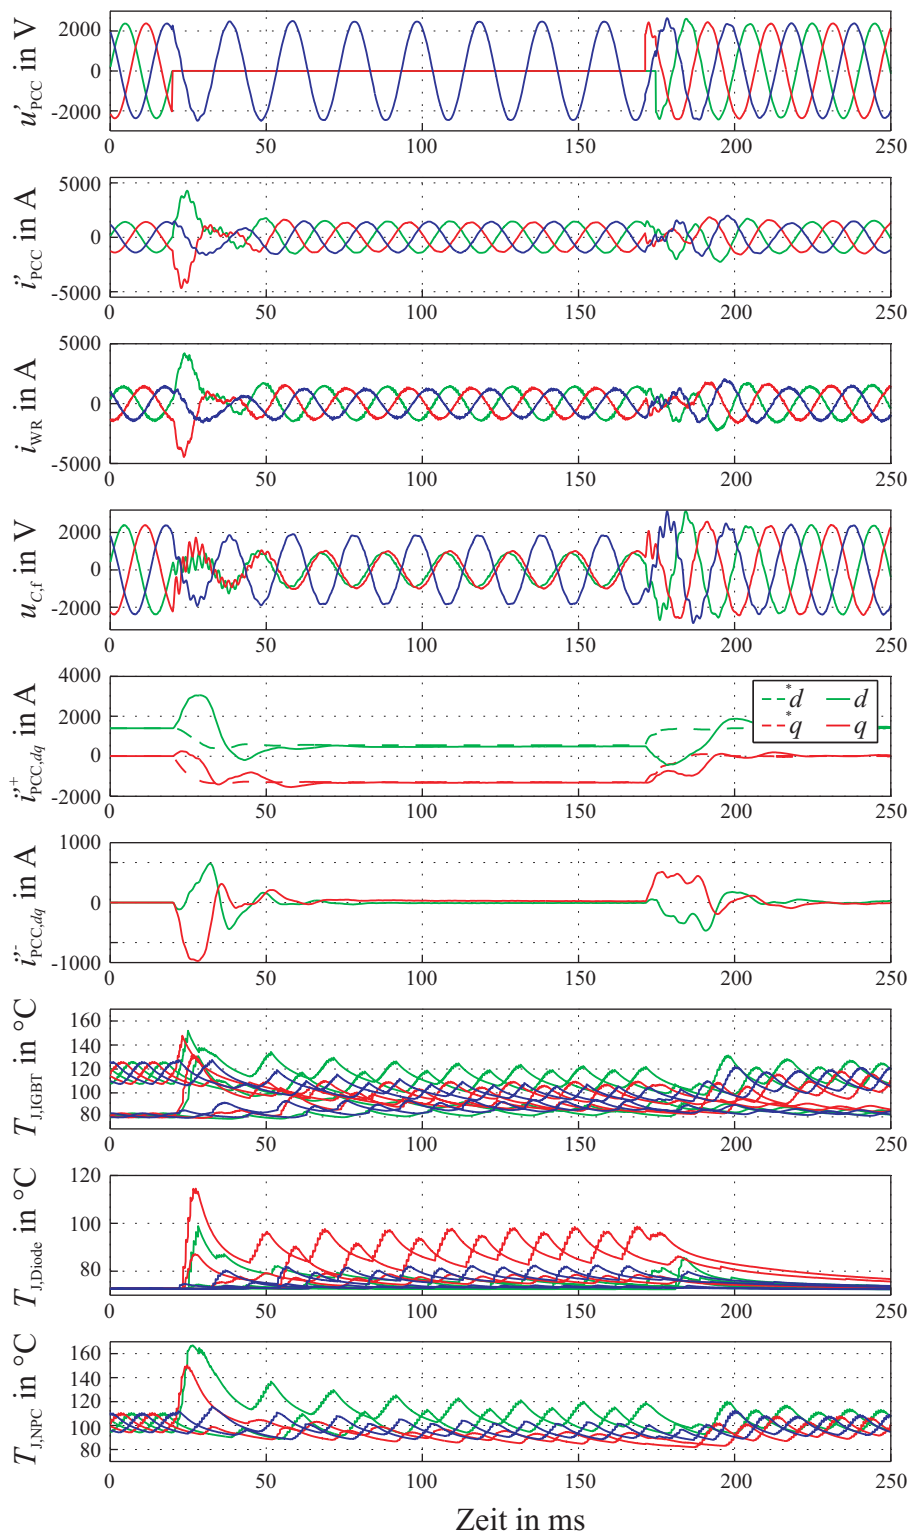 u'PCC in V
2000
0
-2000
0 50 100 150 200 250
i'PCC in A
5000
0
-5000
0 50 100 150 200 250
iWR in A
5000
0
-5000
0 50 100 150 200 250
uC,f in V
2000
0
-2000
0 50 100 150 200 250
i'+PCC,dq in A
4000
2000
0
-2000
*d d
*q q
0 50 100 150 200 250
i'-PCC,dq in A
1000
0
-1000
0 50 100 150 200 250
TJ,IGBT in °C
160
140
120
100
80
0 50 100 150 200 250
TJ,Diode in °C
120
100
80
0 50 100 150 200 250
TJ,NPC in °C
160
140
120
100
80
0 50 100 150 200 250
Zeit in ms